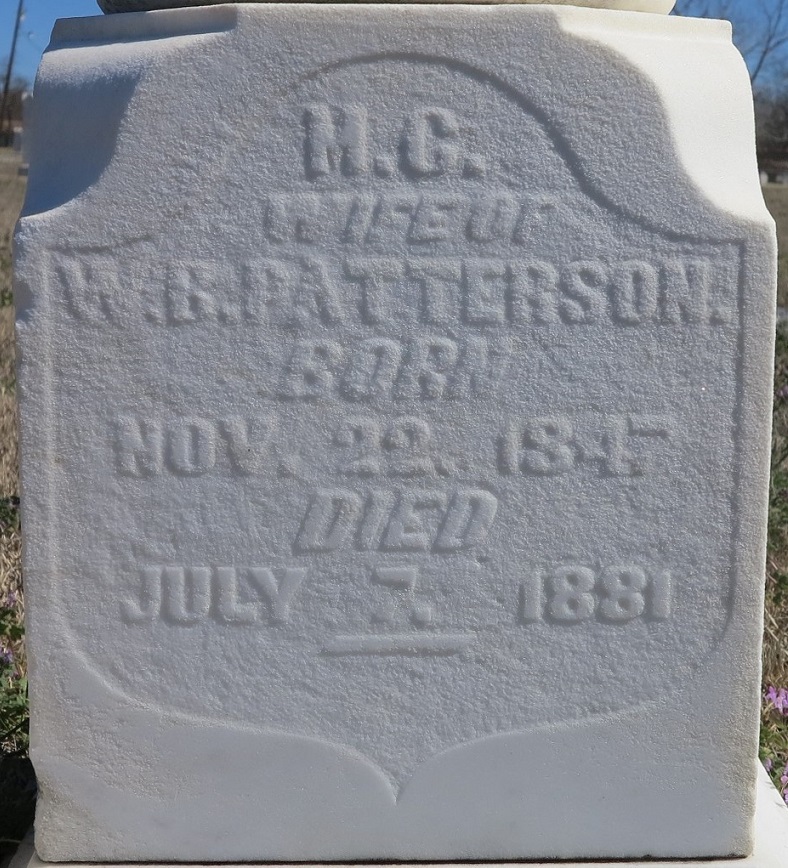 M.C.
WIFE OF
W.B. PATTERSON.
BORN
NOV. 22. 1847
DIED
JULY 7. 1881